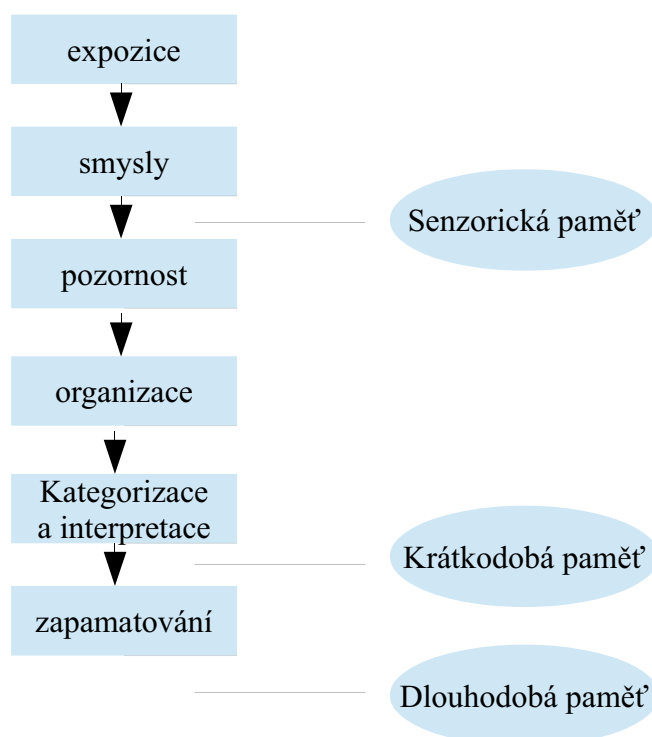 expozice
smysly
Senzorická paměť
pozornost
organizace
Kategorizace
a interpretace
Krátkodobá paměť
zapamatování
Dlouhodobá paměť